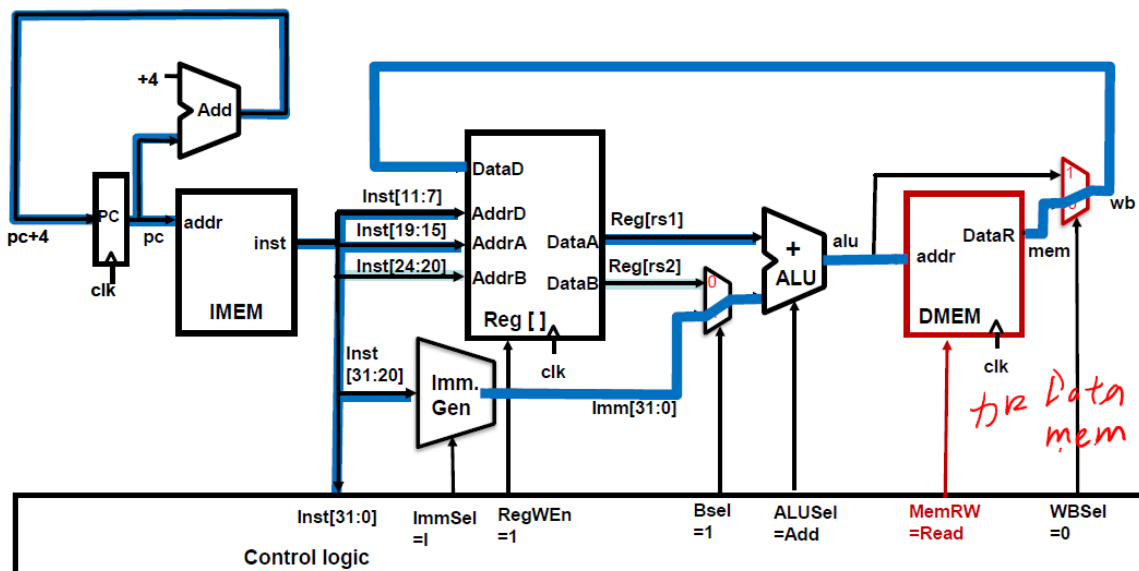 +4
Add
DataD
1
0
wb
pc+4
PC
pc
clk
addr
inst
IMEM
Inst[11:7]
Inst[19:15]
Inst[24:20]
AddrD
AddrA
AddrB
DataA
DataB
Reg [ ]
clk
Reg[rs1]
Reg[rs2]
0
+
ALU
alu
addr
DataR
DMEM
clk
mem
Inst
[31:20]
Imm.
Gen
Imm[31:0]
加 Data
mem
Inst[31:0]
ImmSel
=I
RegWEn
=1
Bsel
=1
ALUSel
=Add
MemRW
=Read
WBSel
=0
Control logic